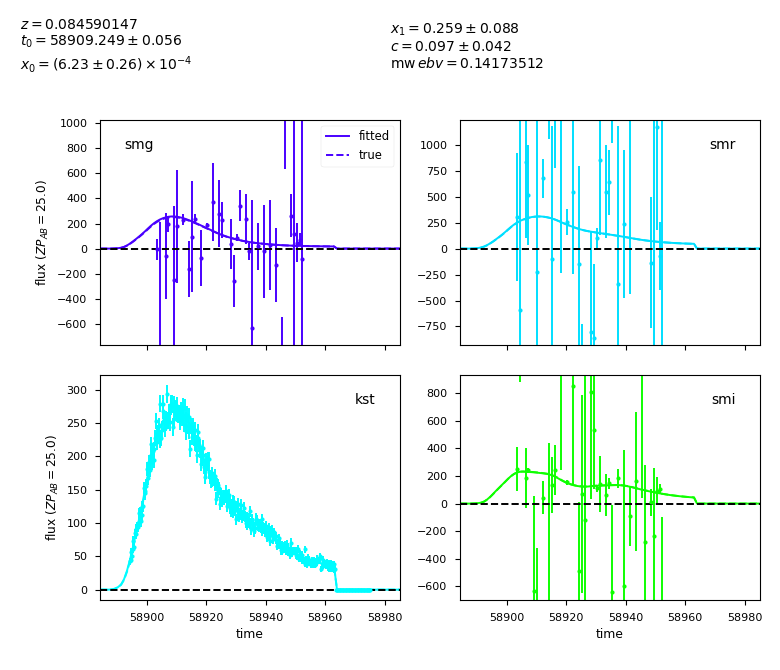 z = 0.084590147
t₀ = 58909.249 ± 0.056
x₀ = (6.23 ± 0.26) × 10⁻⁴
x₁ = 0.259 ± 0.088
c = 0.097 ± 0.042
mw ebv = 0.14173512
smg
fitted
true
1000
800
600
400
200
0
−200
−400
−600
flux (ZP_AB = 25.0)
smr
1000
750
500
250
0
−250
−500
−750
kst
300
250
200
150
100
50
0
flux (ZP_AB = 25.0)
58900 58920 58940 58960 58980
time
smi
800
600
400
200
0
−200
−400
−600
58900 58920 58940 58960 58980
time